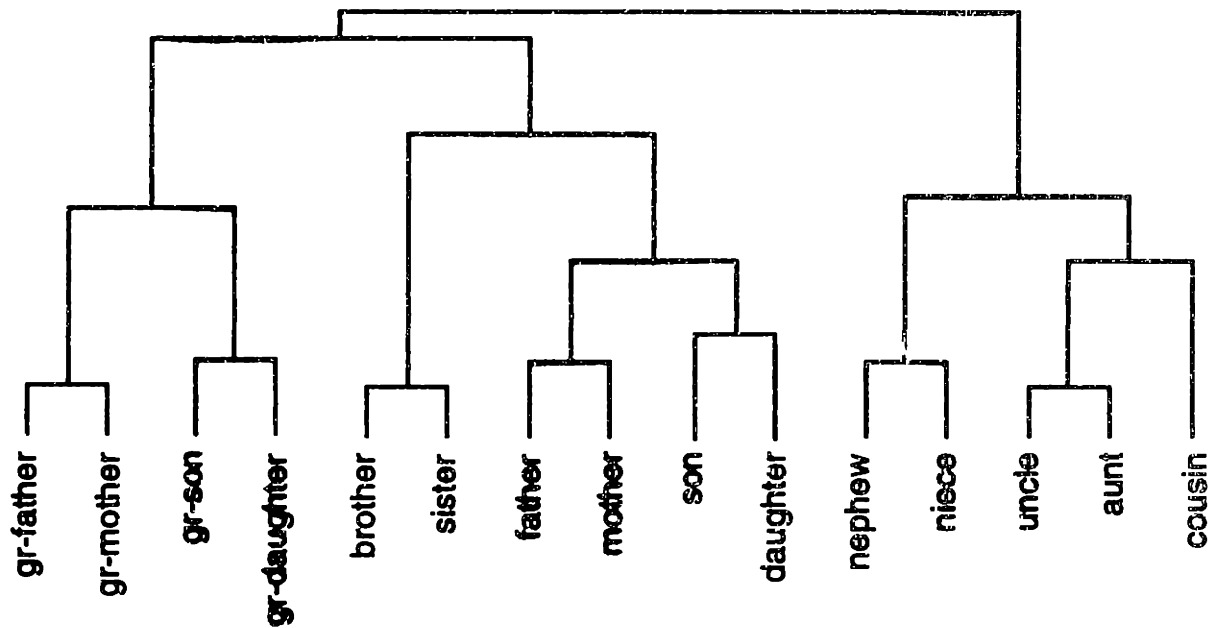 gr-father
gr-mother
gr-son
gr-daughter
brother
sister
father
mother
son
daughter
nephew
niece
uncle
aunt
cousin